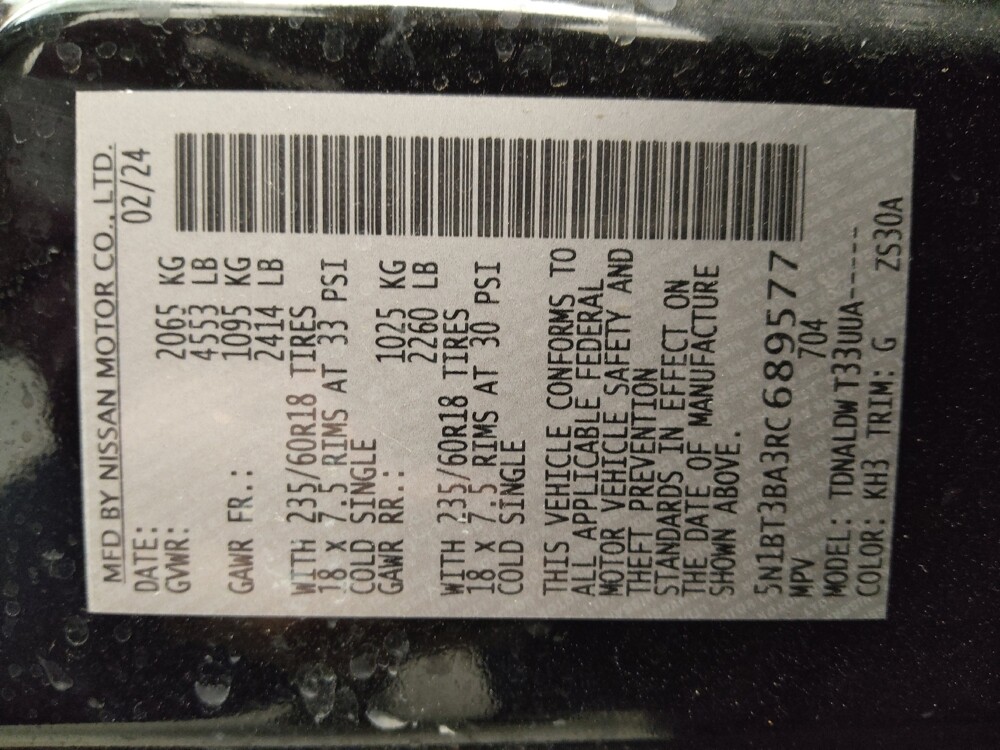 MFD BY NISSAN MOTOR CO., LTD.
DATE: 02/24
GVWR: 2065 KG
4553 LB
GAWR FR.: 1095 KG
2414 LB
WITH 235/60R18 TIRES
18 X 7.5 RIMS AT 33 PSI
COLD SINGLE
GAWR RR.: 1025 KG
2260 LB
WITH 235/60R18 TIRES
18 X 7.5 RIMS AT 30 PSI
COLD SINGLE
THIS VEHICLE CONFORMS TO
ALL APPLICABLE FEDERAL
MOTOR VEHICLE SAFETY AND
THEFT PREVENTION
STANDARDS IN EFFECT ON
THE DATE OF MANUFACTURE
SHOWN ABOVE.
5N1BT3BA3RC689577
MPV 704
MODEL: TDNALDW T33UUA-----
COLOR: KH3 TRIM: G ZS30A